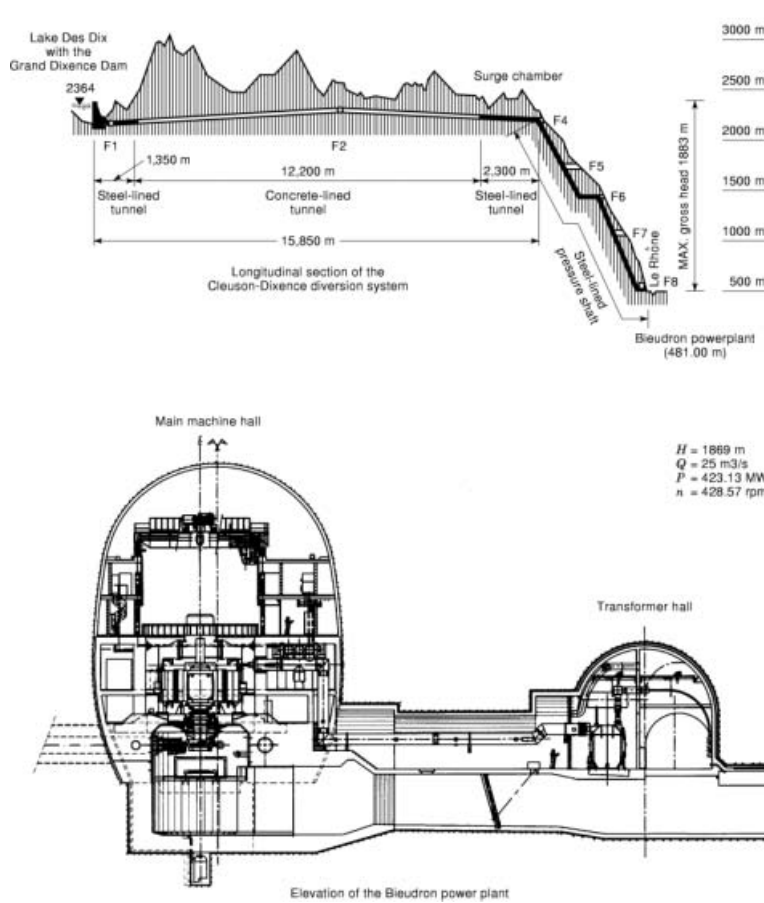 Lake Des Dix
with the
Grand Dixence Dam
2364
Surge chamber
3000 m
2500 m
2000 m
1500 m
1000 m
500 m
F1
F2
F4
F5
F6
F7
F8
1,350 m
12,200 m
2,300 m
Steel-lined
tunnel
Concrete-lined
tunnel
Steel-lined
tunnel
15,850 m
Longitudinal section of the
Cleuson-Dixence diversion system
Steel-lined
pressure shaft
Le Rhône
MAX. gross head 1883 m
Bieudron powerplant
(481.00 m)
Main machine hall
H = 1869 m
Q = 25 m3/s
P = 423.13 MW
n = 428.57 rpm
Transformer hall
Elevation of the Bieudron power plant